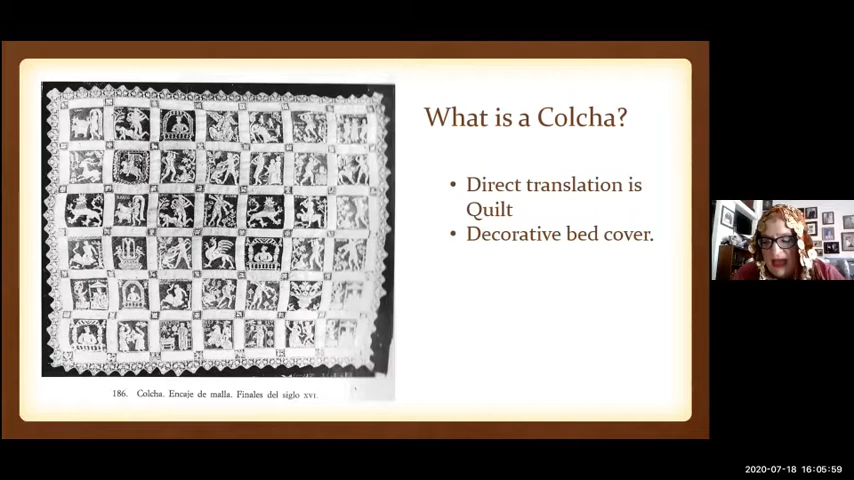 What is a Colcha?
• Direct translation is
Quilt
• Decorative bed cover.
186. Colcha. Encaje de malla. Finales del siglo XVI.
2020-07-18 16:05:59